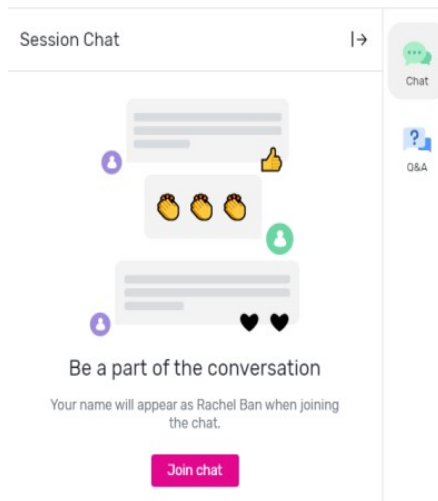 Session Chat
Chat
Q&A
Be a part of the conversation
Your name will appear as Rachel Ban when joining
the chat.
Join chat